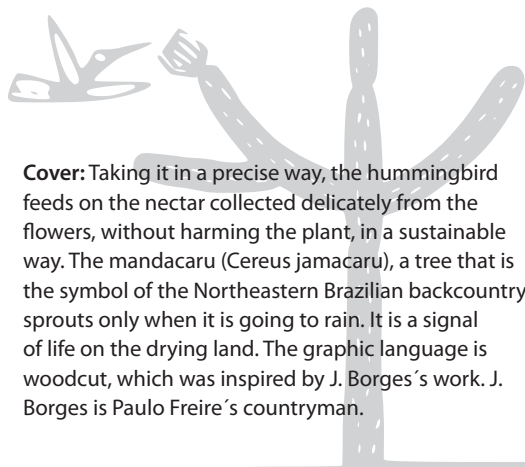 Cover: Taking it in a precise way, the hummingbird
feeds on the nectar collected delicately from the
flowers, without harming the plant, in a sustainable
way. The mandacaru (Cereus jamacaru), a tree that is
the symbol of the Northeastern Brazilian backcountry
sprouts only when it is going to rain. It is a signal
of life on the drying land. The graphic language is
woodcut, which was inspired by J. Borges´s work. J.
Borges is Paulo Freire´s countryman.